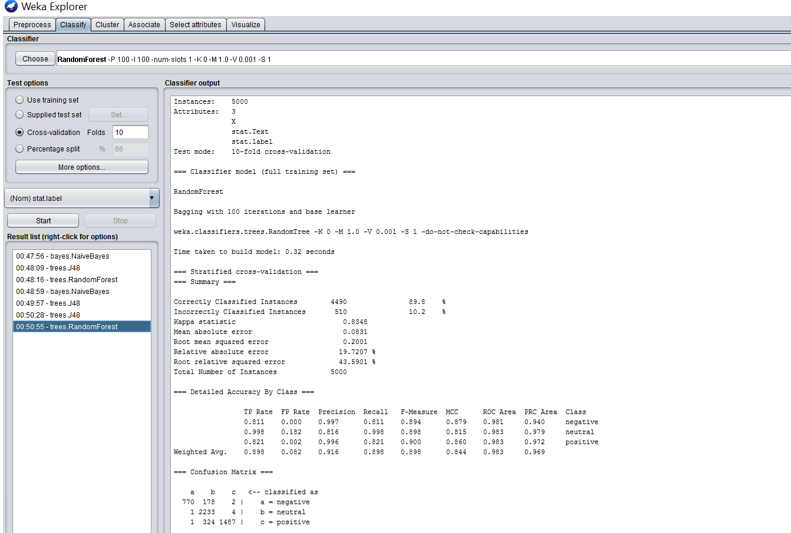 Weka Explorer
Preprocess Classify Cluster Associate Select attributes Visualize
Classifier
Choose RandomForest -P 100 -I 100 -num-slots 1 -K 0 -M 1.0 -V 0.001 -S 1
Test options
Use training set
Supplied test set Set...
Cross-validation Folds 10
Percentage split % 66
More options...
(Nom) stat.label
Start Stop
Result list (right-click for options)
00:47:56 - bayes.NaiveBayes
00:48:09 - trees.J48
00:48:16 - trees.RandomForest
00:48:59 - bayes.NaiveBayes
00:49:57 - trees.J48
00:50:28 - trees.J48
00:50:55 - trees.RandomForest
Classifier output
Instances: 5000
Attributes: 3
X
stat.Text
stat.label
Test mode: 10-fold cross-validation
=== Classifier model (full training set) ===
RandomForest
Bagging with 100 iterations and base learner
weka.classifiers.trees.RandomTree -K 0 -M 1.0 -V 0.001 -S 1 -do-not-check-capabilities
Time taken to build model: 0.32 seconds
=== Stratified cross-validation ===
=== Summary ===
Correctly Classified Instances 4490 89.8 %
Incorrectly Classified Instances 510 10.2 %
Kappa statistic 0.8348
Mean absolute error 0.0831
Root mean squared error 0.2001
Relative absolute error 19.7207 %
Root relative squared error 43.5901 %
Total Number of Instances 5000
=== Detailed Accuracy By Class ===
TP Rate FP Rate Precision Recall F-Measure MCC ROC Area PRC Area Class
0.811 0.000 0.997 0.811 0.894 0.879 0.981 0.940 negative
0.998 0.182 0.816 0.998 0.898 0.815 0.983 0.979 neutral
0.821 0.002 0.996 0.821 0.900 0.860 0.983 0.972 positive
Weighted Avg. 0.898 0.082 0.916 0.898 0.898 0.844 0.983 0.969
=== Confusion Matrix ===
a b c <-- classified as
770 178 2 | a = negative
1 2233 4 | b = neutral
1 324 1487 | c = positive